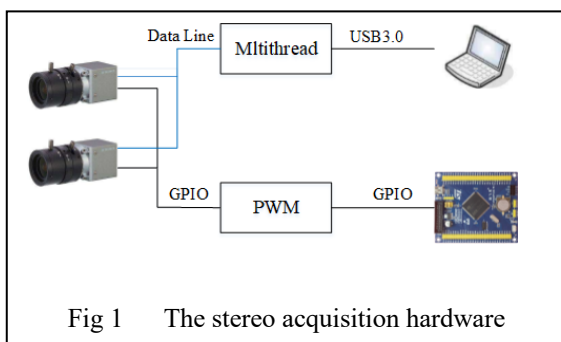 Data Line
Mltithread
USB3.0
GPIO
PWM
GPIO
Fig 1 The stereo acquisition hardware